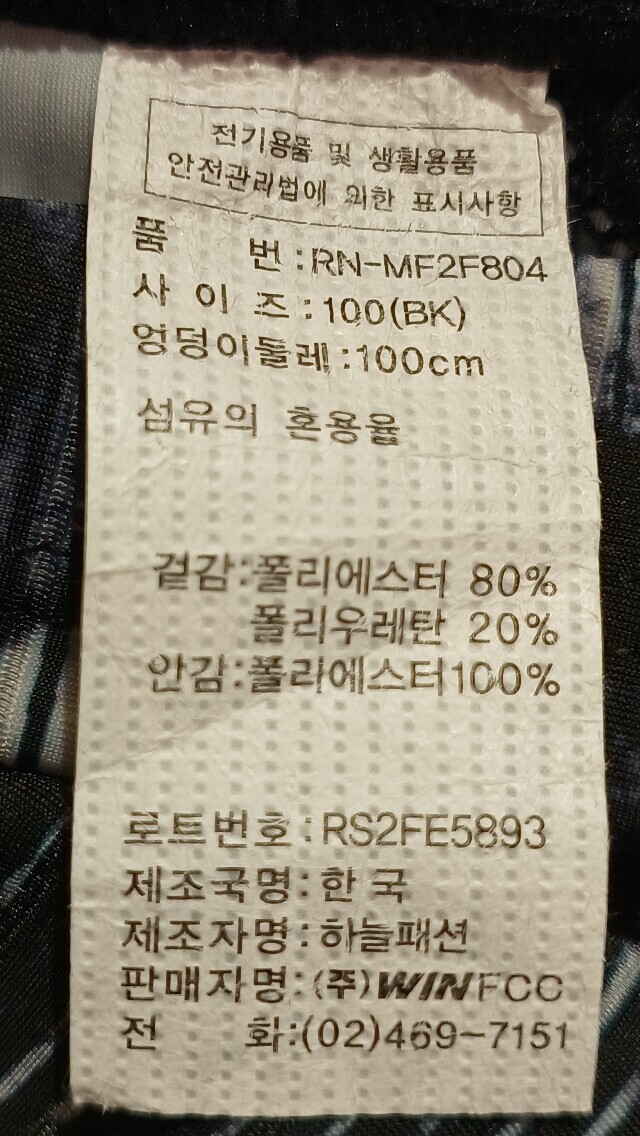 전기용품 및 생활용품
안전관리법에 의한 표시사항
품 번 : RN-MF2F804
사 이 즈 : 100(BK)
엉덩이둘레 : 100cm
섬유의 혼용율
겉감 : 폴리에스터 80%
폴리우레탄 20%
안감 : 폴리에스터 100%
로트번호 : RS2FE5893
제조국명 : 한 국
제조자명 : 하늘패션
판매자명 : (주)WINFCC
전 화 : (02)469-7151